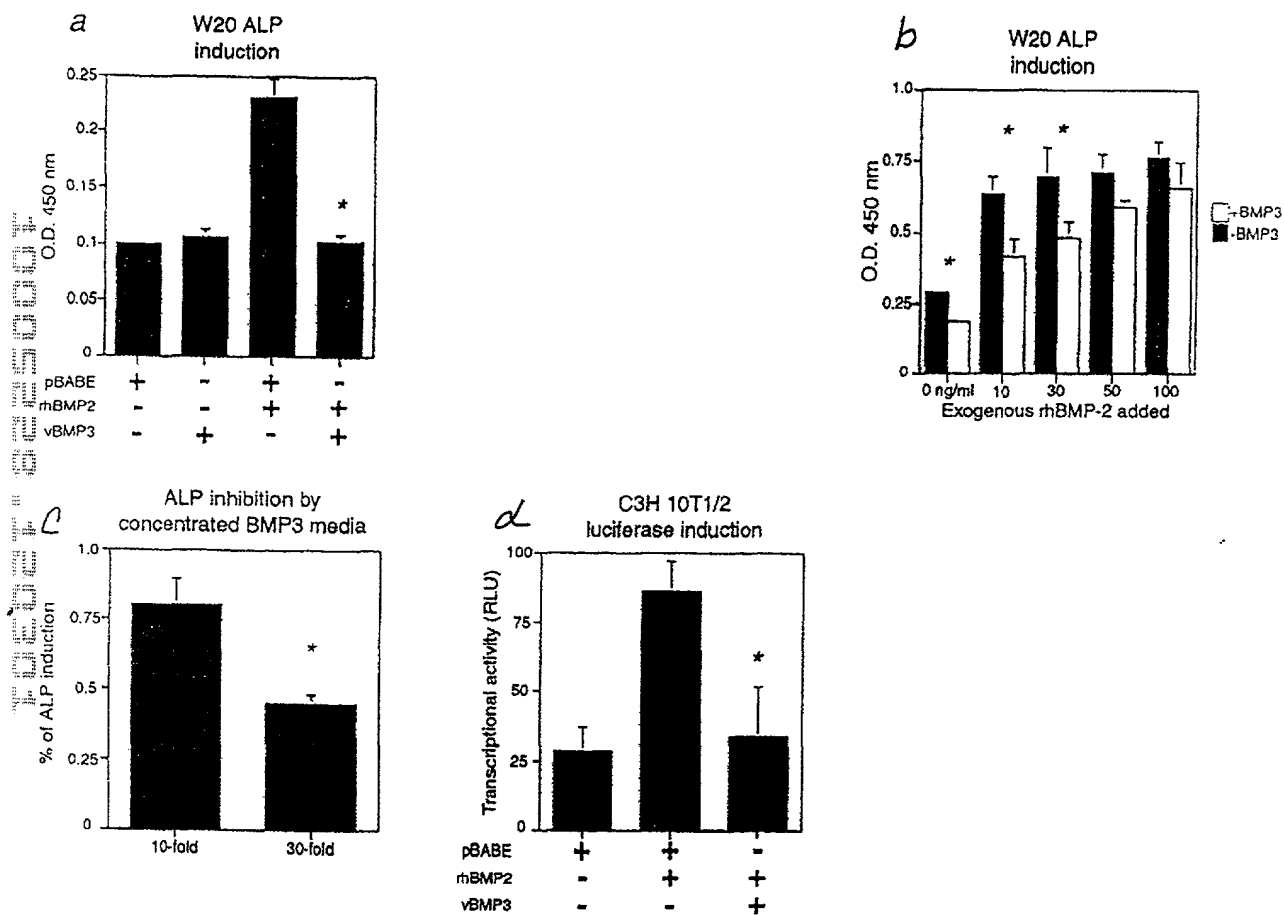 a
W20 ALP
induction
0.25
0.2
0.15
0.1
0.05
0
O.D. 450 nm
*
pBABE + - + -
rhBMP2 - - + +
vBMP3 - + - +
b
W20 ALP
induction
1.0
0.75
0.5
0.25
0
O.D. 450 nm
* * *
+BMP3
-BMP3
0 ng/ml 10 30 50 100
Exogenous rhBMP-2 added
c
ALP inhibition by
concentrated BMP3 media
1.0
0.75
0.5
0.25
0
% of ALP induction
*
10-fold 30-fold
d
C3H 10T1/2
luciferase induction
100
75
50
25
0
Transcriptional activity (RLU)
*
pBABE + + -
rhBMP2 - + +
vBMP3 - - +